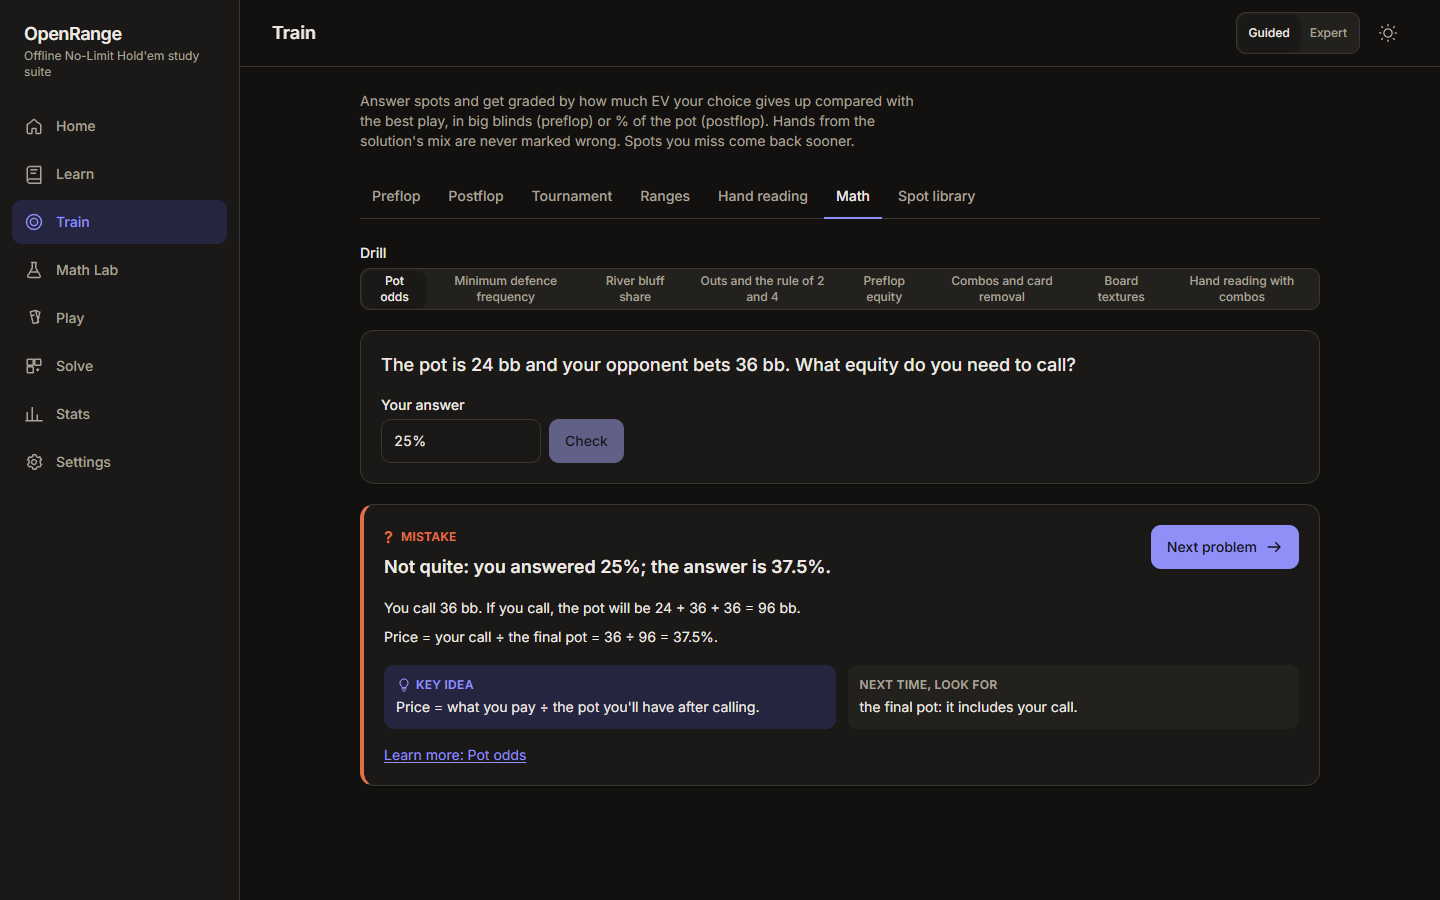 OpenRange
Offline No-Limit Hold'em study
suite
Home
Learn
Train
Math Lab
Play
Solve
Stats
Settings
Train
Guided
Expert
Answer spots and get graded by how much EV your choice gives up compared with
the best play, in big blinds (preflop) or % of the pot (postflop). Hands from the
solution's mix are never marked wrong. Spots you miss come back sooner.
Preflop
Postflop
Tournament
Ranges
Hand reading
Math
Spot library
Drill
Pot
odds
Minimum defence
frequency
River bluff
share
Outs and the rule of 2
and 4
Preflop
equity
Combos and card
removal
Board
textures
Hand reading with
combos
The pot is 24 bb and your opponent bets 36 bb. What equity do you need to call?
Your answer
25%
Check
? MISTAKE
Next problem →
Not quite: you answered 25%; the answer is 37.5%.
You call 36 bb. If you call, the pot will be 24 + 36 + 36 = 96 bb.
Price = your call ÷ the final pot = 36 ÷ 96 = 37.5%.
KEY IDEA
Price = what you pay ÷ the pot you'll have after calling.
NEXT TIME, LOOK FOR
the final pot: it includes your call.
Learn more: Pot odds